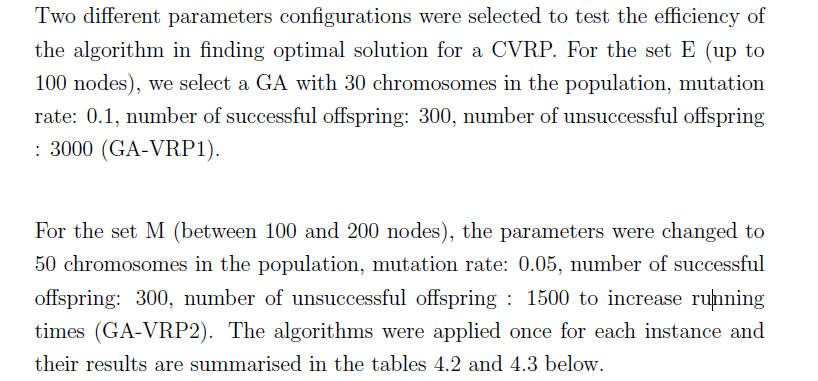 Two different parameters configurations were selected to test the efficiency of
the algorithm in finding optimal solution for a CVRP. For the set E (up to
100 nodes), we select a GA with 30 chromosomes in the population, mutation
rate: 0.1, number of successful offspring: 300, number of unsuccessful offspring
: 3000 (GA-VRP1).
For the set M (between 100 and 200 nodes), the parameters were changed to
50 chromosomes in the population, mutation rate: 0.05, number of successful
offspring: 300, number of unsuccessful offspring : 1500 to increase running
times (GA-VRP2). The algorithms were applied once for each instance and
their results are summarised in the tables 4.2 and 4.3 below.